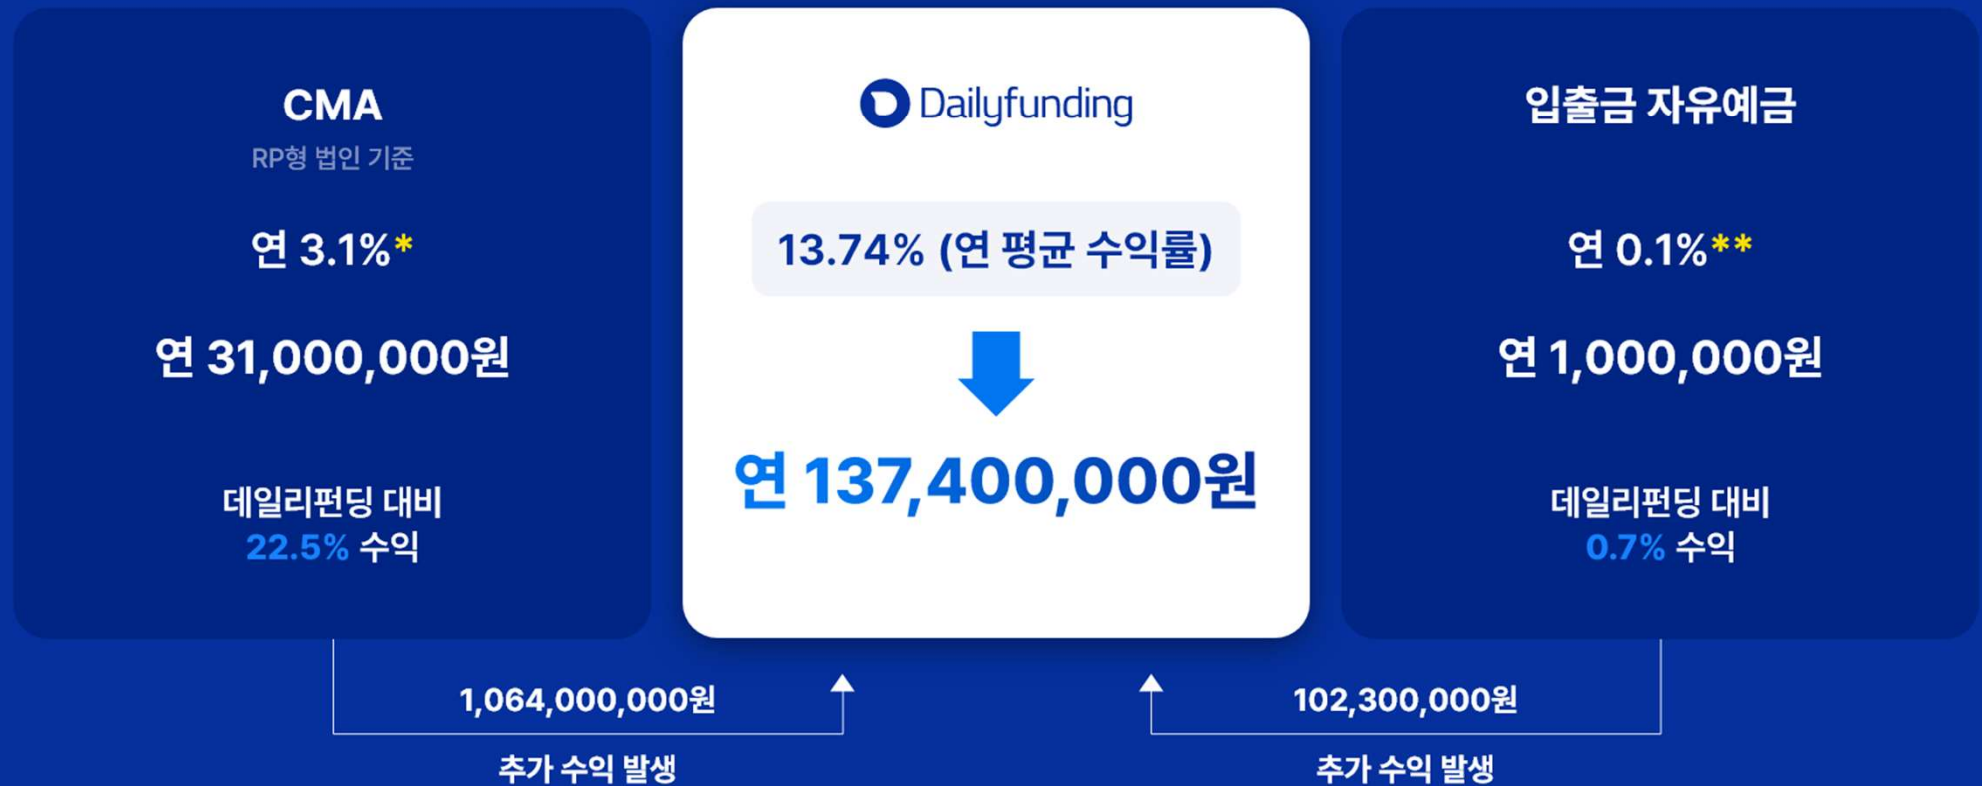 CMA
RP형 법인 기준
연 3.1%*
연 31,000,000원
데일리펀딩 대비
22.5% 수익
Dailyfunding
13.74% (연 평균 수익률)
연 137,400,000원
입출금 자유예금
연 0.1%**
연 1,000,000원
데일리펀딩 대비
0.7% 수익
1,064,000,000원
추가 수익 발생
102,300,000원
추가 수익 발생